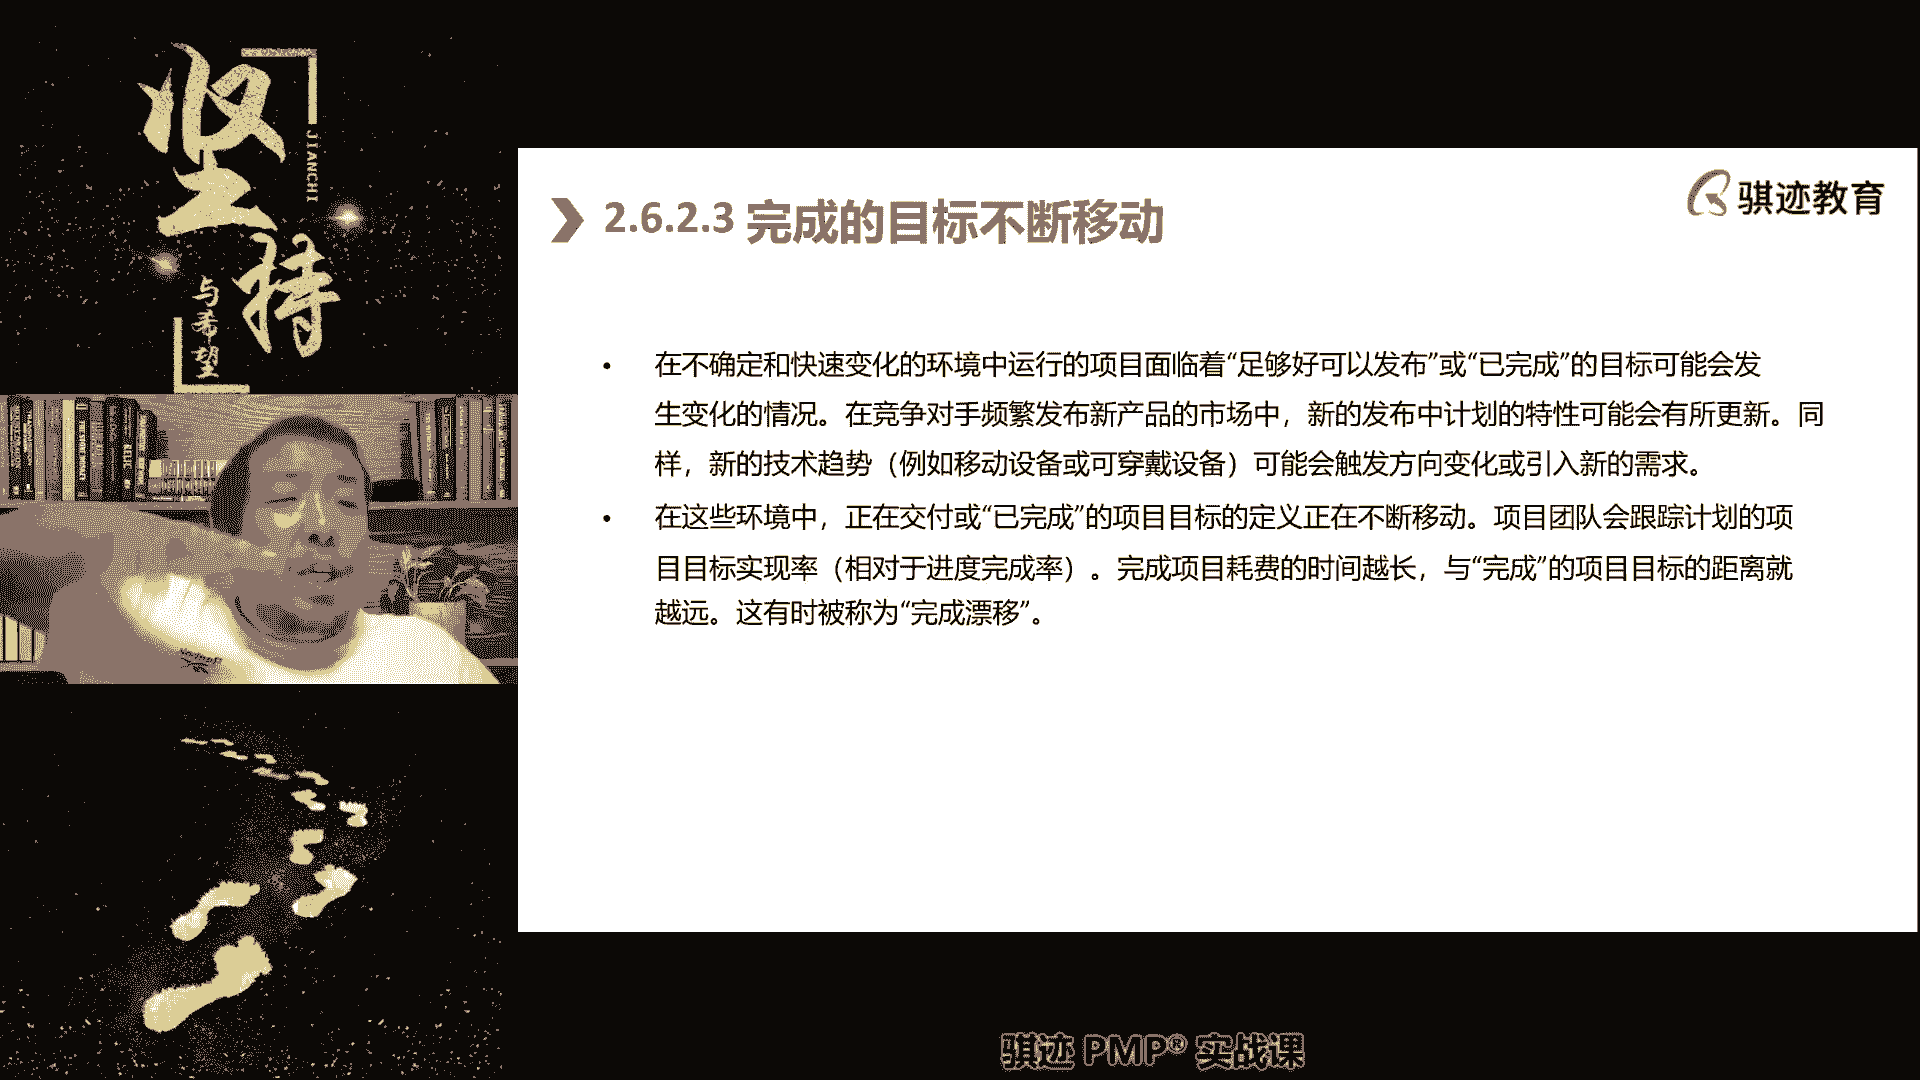 坚持
JIANCHI
与希望
骐迹教育
2.6.2.3 完成的目标不断移动
• 在不确定和快速变化的环境中运行的项目面临着“足够好可以发布”或“已完成”的目标可能会发
生变化的情况。在竞争对手频繁发布新产品的市场中，新的发布中计划的特性可能会有所更新。同
样，新的技术趋势（例如移动设备或可穿戴设备）可能会触发方向变化或引入新的需求。
• 在这些环境中，正在交付或“已完成”的项目目标的定义正在不断移动。项目团队会跟踪计划的项
目目标实现率（相对于进度完成率）。完成项目耗费的时间越长，与“完成”的项目目标的距离就
越远。这有时被称为“完成漂移”。
骐迹 PMP® 实战课